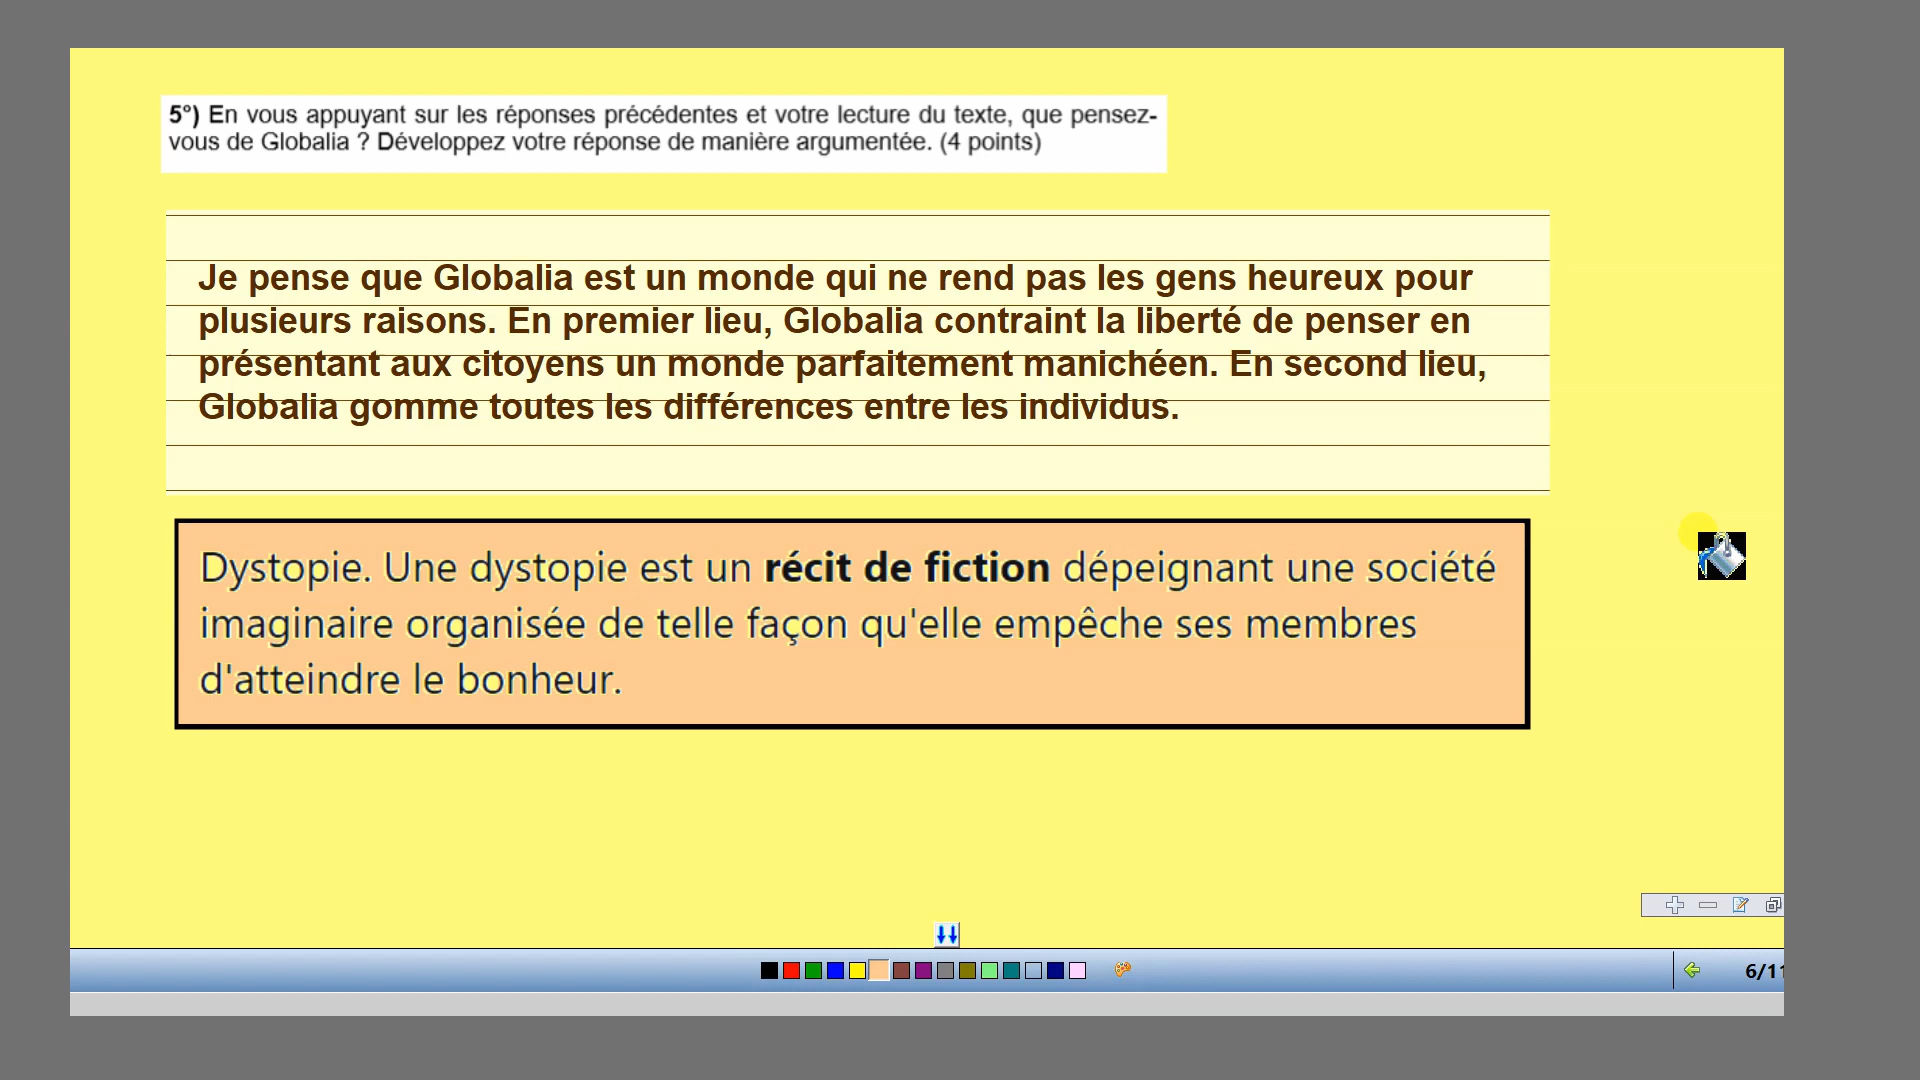 5°) En vous appuyant sur les réponses précédentes et votre lecture du texte, que pensez-
vous de Globalia ? Développez votre réponse de manière argumentée. (4 points)
Je pense que Globalia est un monde qui ne rend pas les gens heureux pour
plusieurs raisons. En premier lieu, Globalia contraint la liberté de penser en
présentant aux citoyens un monde parfaitement manichéen. En second lieu,
Globalia gomme toutes les différences entre les individus.
Dystopie. Une dystopie est un récit de fiction dépeignant une société
imaginaire organisée de telle façon qu'elle empêche ses membres
d'atteindre le bonheur.
6/11